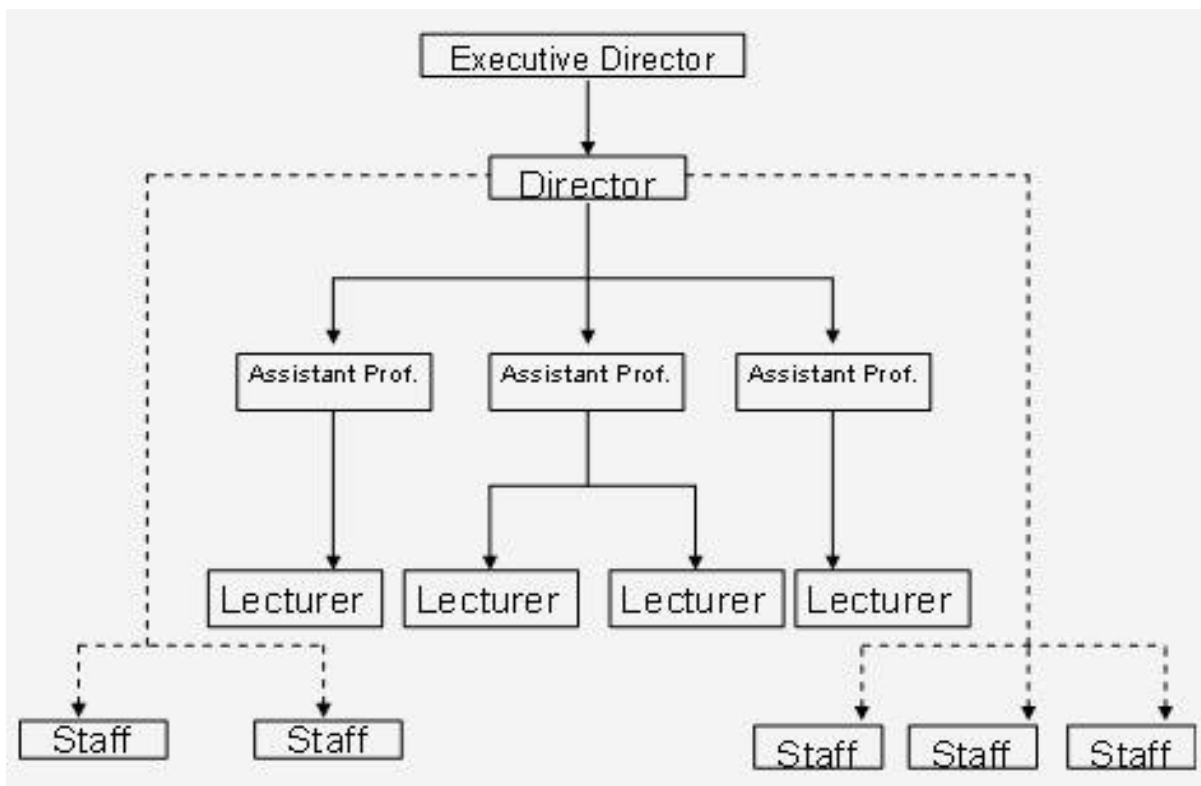 Executive Director
Director
Assistant Prof.
Assistant Prof.
Assistant Prof.
Lecturer
Lecturer
Lecturer
Lecturer
Staff
Staff
Staff
Staff
Staff